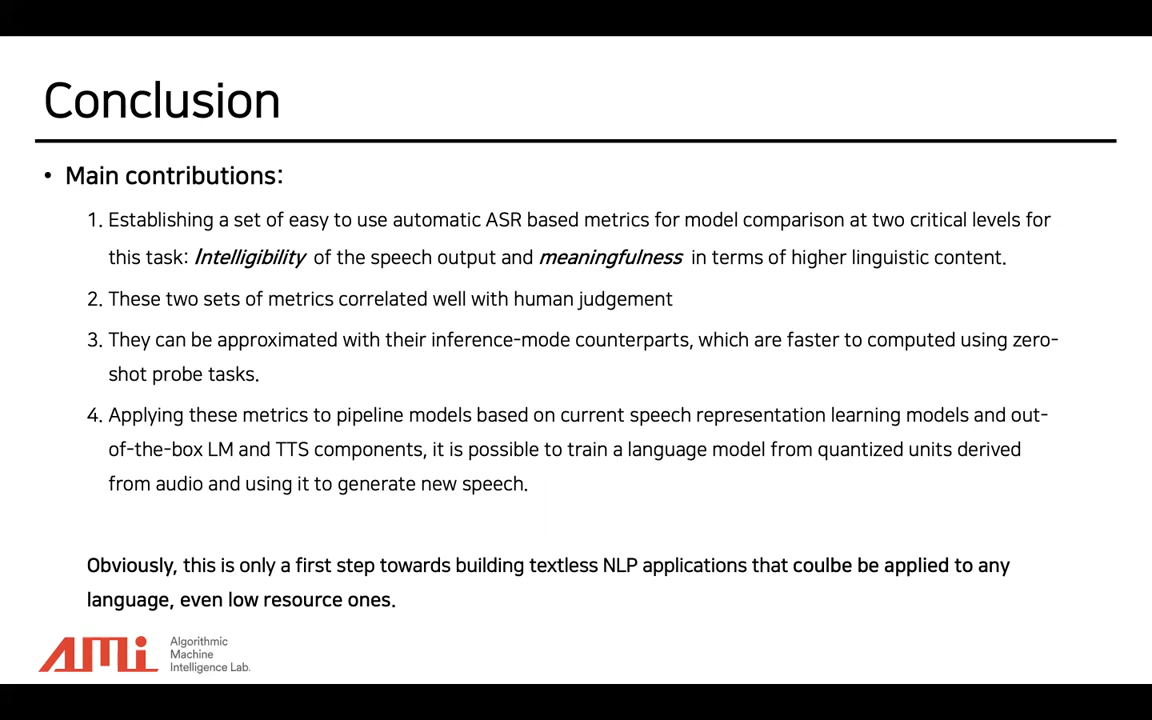 Conclusion
• Main contributions:
1. Establishing a set of easy to use automatic ASR based metrics for model comparison at two critical levels for
this task: Intelligibility of the speech output and meaningfulness in terms of higher linguistic content.
2. These two sets of metrics correlated well with human judgement
3. They can be approximated with their inference-mode counterparts, which are faster to computed using zero-
shot probe tasks.
4. Applying these metrics to pipeline models based on current speech representation learning models and out-
of-the-box LM and TTS components, it is possible to train a language model from quantized units derived
from audio and using it to generate new speech.
Obviously, this is only a first step towards building textless NLP applications that coulbe be applied to any
language, even low resource ones.
AMi
Algorithmic
Machine
Intelligence Lab.